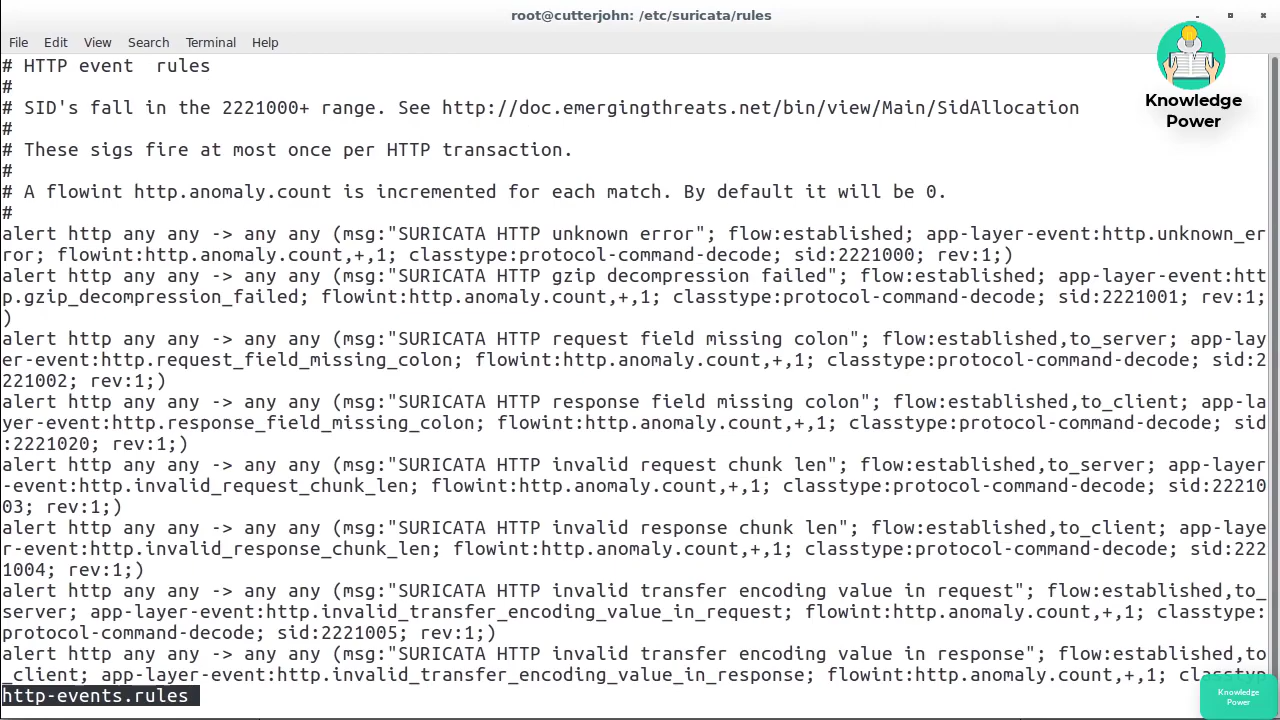 root@cutterjohn: /etc/suricata/rules
File Edit View Search Terminal Help
# HTTP event  rules
#
# SID's fall in the 2221000+ range. See http://doc.emergingthreats.net/bin/view/Main/SidAllocation
#
# These sigs fire at most once per HTTP transaction.
#
# A flowint http.anomaly.count is incremented for each match. By default it will be 0.
#
alert http any any -> any any (msg:"SURICATA HTTP unknown error"; flow:established; app-layer-event:http.unknown_er
ror; flowint:http.anomaly.count,+,1; classtype:protocol-command-decode; sid:2221000; rev:1;)
alert http any any -> any any (msg:"SURICATA HTTP gzip decompression failed"; flow:established; app-layer-event:htt
p.gzip_decompression_failed; flowint:http.anomaly.count,+,1; classtype:protocol-command-decode; sid:2221001; rev:1;
)
alert http any any -> any any (msg:"SURICATA HTTP request field missing colon"; flow:established,to_server; app-lay
er-event:http.request_field_missing_colon; flowint:http.anomaly.count,+,1; classtype:protocol-command-decode; sid:2
221002; rev:1;)
alert http any any -> any any (msg:"SURICATA HTTP response field missing colon"; flow:established,to_client; app-la
yer-event:http.response_field_missing_colon; flowint:http.anomaly.count,+,1; classtype:protocol-command-decode; sid
:2221020; rev:1;)
alert http any any -> any any (msg:"SURICATA HTTP invalid request chunk len"; flow:established,to_server; app-layer
-event:http.invalid_request_chunk_len; flowint:http.anomaly.count,+,1; classtype:protocol-command-decode; sid:22210
03; rev:1;)
alert http any any -> any any (msg:"SURICATA HTTP invalid response chunk len"; flow:established,to_client; app-laye
r-event:http.invalid_response_chunk_len; flowint:http.anomaly.count,+,1; classtype:protocol-command-decode; sid:222
1004; rev:1;)
alert http any any -> any any (msg:"SURICATA HTTP invalid transfer encoding value in request"; flow:established,to_
server; app-layer-event:http.invalid_transfer_encoding_value_in_request; flowint:http.anomaly.count,+,1; classtype:
protocol-command-decode; sid:2221005; rev:1;)
alert http any any -> any any (msg:"SURICATA HTTP invalid transfer encoding value in response"; flow:established,to
_client; app-layer-event:http.invalid_transfer_encoding_value_in_response; flowint:http.anomaly.count,+,1; classtyp
http-events.rules
Knowledge
Power
Knowledge
Power